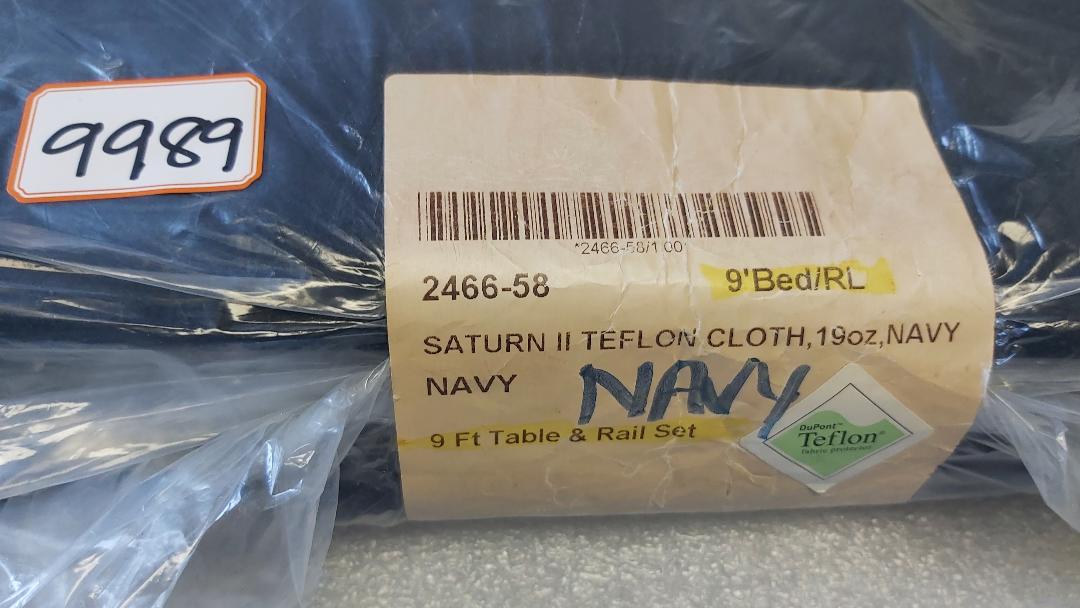 9989
*2466-58/1.00*
2466-58
9'Bed/RL
SATURN II TEFLON CLOTH,19oz,NAVY
NAVY
NAVY
9 Ft Table & Rail Set
DuPont™
Teflon®
fabric protector